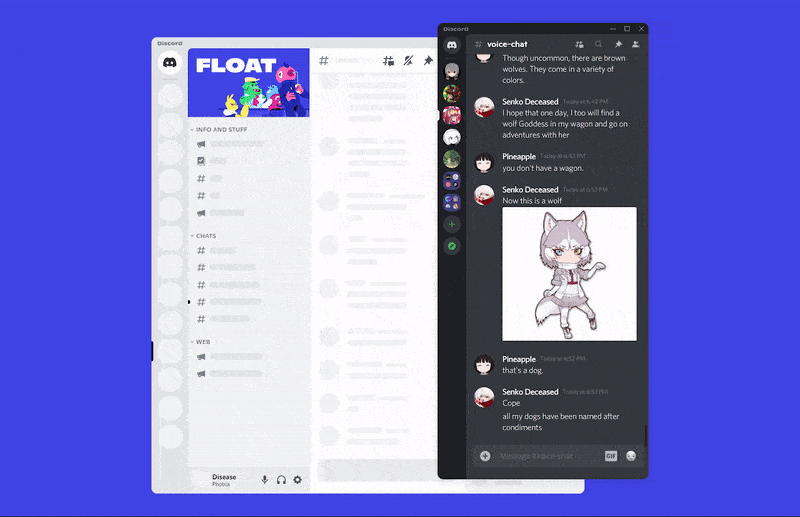 Discord
FLOAT
INFO AND STUFF
CHATS
WEB
Disease
Phobia
Discord
# voice-chat
Though uncommon, there are brown
wolves. They come in a variety of
colors.
Senko Deceased Today at 6:42 PM
I hope that one day, I too will find a
wolf Goddess in my wagon and go on
adventures with her
Pineapple Today at 6:43 PM
you don't have a wagon.
Senko Deceased Today at 6:52 PM
Now this is a wolf
Pineapple Today at 6:52 PM
that's a dog.
Senko Deceased Today at 6:53 PM
Cope
all my dogs have been named after
condiments
Message #voice-chat
GIF